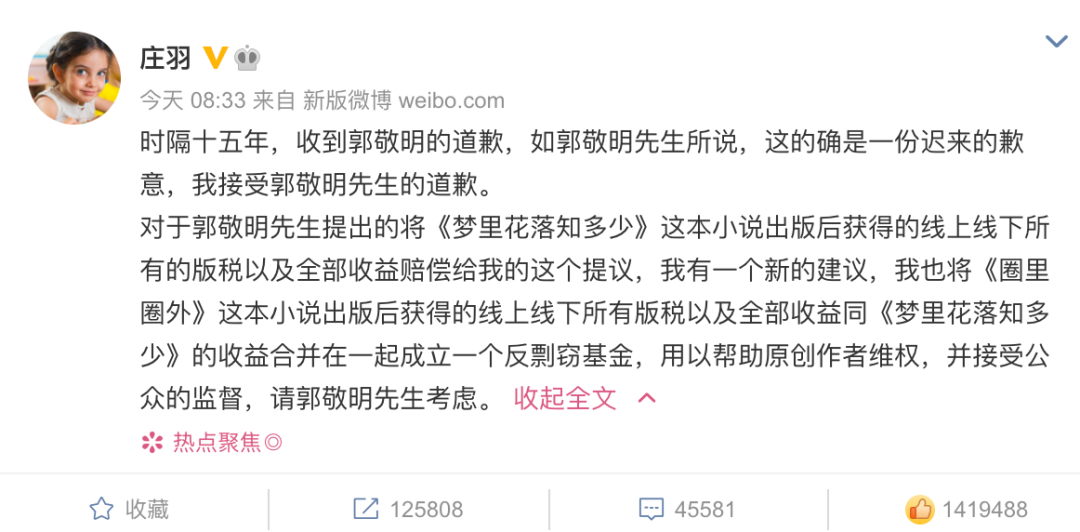 庄羽
今天 08:33 来自 新版微博 weibo.com
时隔十五年，收到郭敬明的道歉，如郭敬明先生所说，这的确是一份迟来的歉
意，我接受郭敬明先生的道歉。
对于郭敬明先生提出的将《梦里花落知多少》这本小说出版后获得的线上线下所
有的版税以及全部收益赔偿给我的这个提议，我有一个新的建议，我也将《圈里
圈外》这本小说出版后获得的线上线下所有版税以及全部收益同《梦里花落知多
少》的收益合并在一起成立一个反剽窃基金，用以帮助原创作者维权，并接受公
众的监督，请郭敬明先生考虑。 收起全文
热点聚焦◎
收藏 125808 45581 1419488